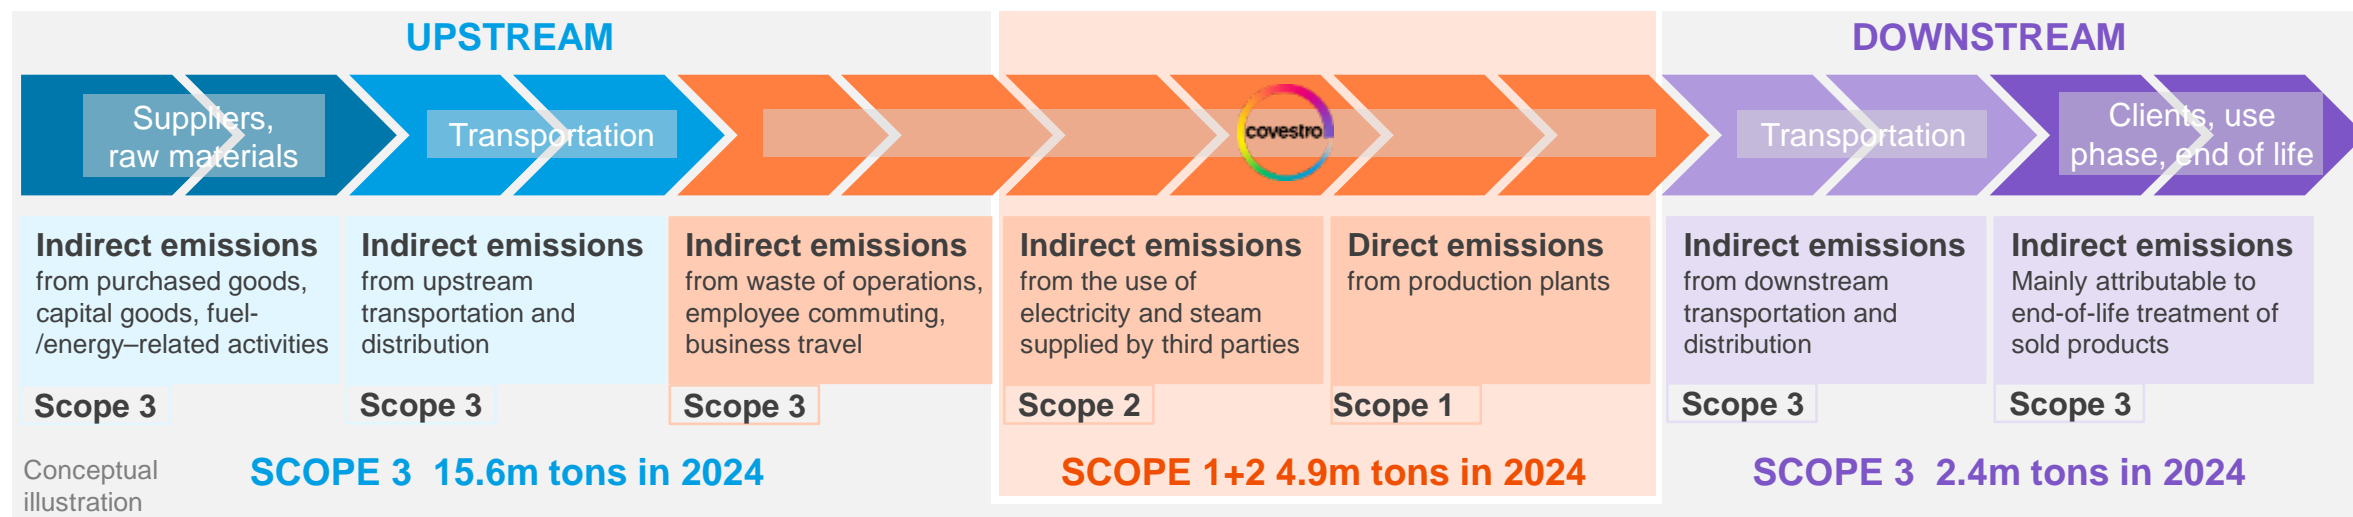 UPSTREAM
DOWNSTREAM
Suppliers,
raw materials
Transportation
covestro
Transportation
Clients, use
phase, end of life
Indirect emissions
from purchased goods,
capital goods, fuel-
/energy–related activities
Scope 3
Indirect emissions
from upstream
transportation and
distribution
Scope 3
Indirect emissions
from waste of operations,
employee commuting,
business travel
Scope 3
Indirect emissions
from the use of
electricity and steam
supplied by third parties
Scope 2
Direct emissions
from production plants
Scope 1
Indirect emissions
from downstream
transportation and
distribution
Scope 3
Indirect emissions
Mainly attributable to
end-of-life treatment of
sold products
Scope 3
Conceptual
illustration
SCOPE 3 15.6m tons in 2024
SCOPE 1+2 4.9m tons in 2024
SCOPE 3 2.4m tons in 2024